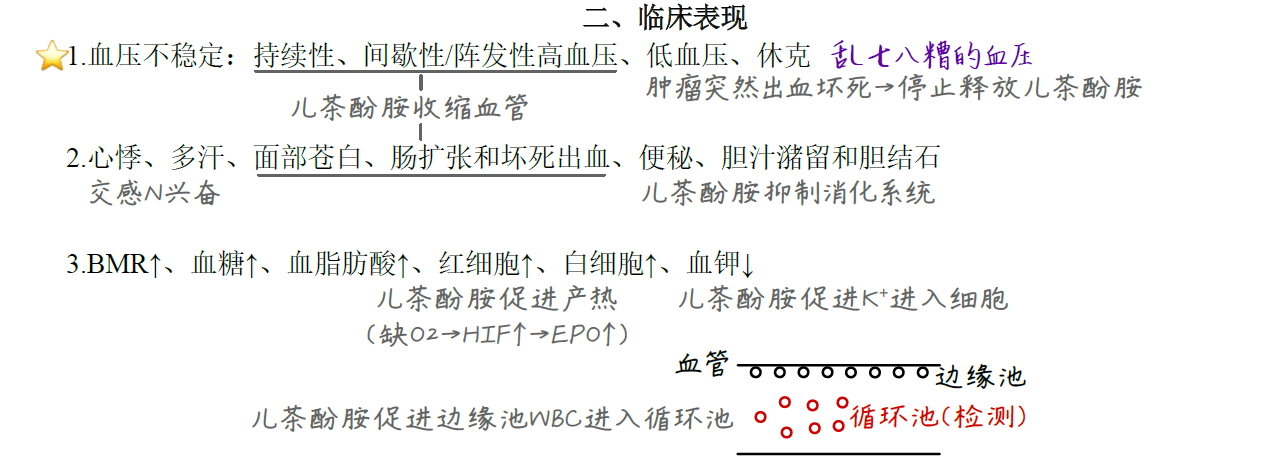 二、临床表现
1.血压不稳定：持续性、间歇性/阵发性高血压、低血压、休克 乱七八糟的血压
肿瘤突然出血坏死→停止释放儿茶酚胺
儿茶酚胺收缩血管
2.心悸、多汗、面部苍白、肠扩张和坏死出血、便秘、胆汁潴留和胆结石
交感N兴奋 儿茶酚胺抑制消化系统
3.BMR↑、血糖↑、血脂肪酸↑、红细胞↑、白细胞↑、血钾↓
儿茶酚胺促进产热 儿茶酚胺促进K⁺进入细胞
(缺O2→HIF↑→EPO↑)
血管 边缘池
儿茶酚胺促进边缘池WBC进入循环池 循环池(检测)